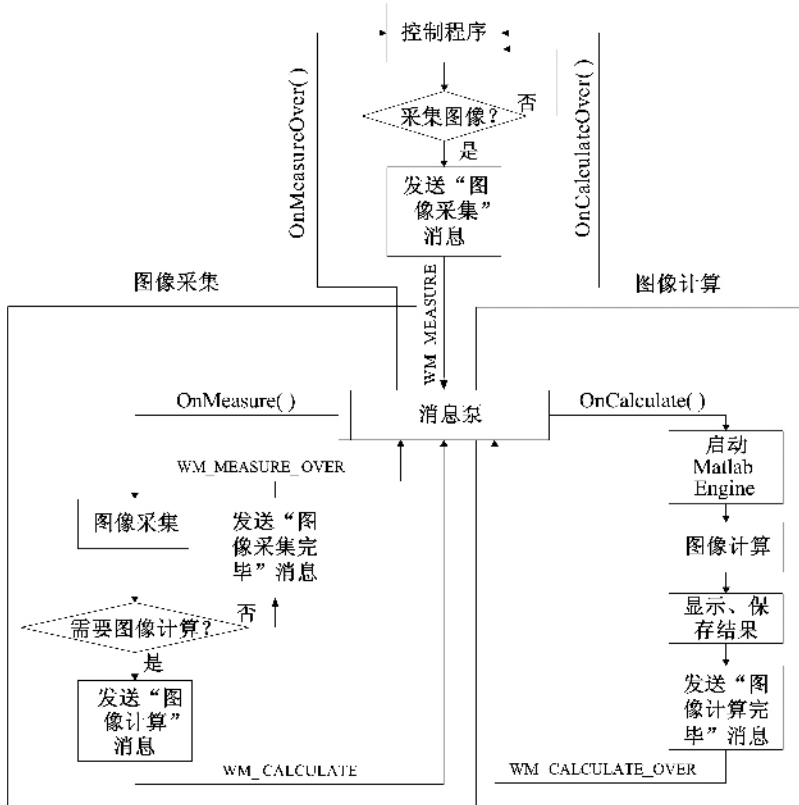 控制程序
采集图像?
否
是
发送“图
像采集”
消息
OnMeasureOver( )
OnCalculateOver( )
WM_MEASURE
图像采集
图像计算
OnMeasure( )
消息泵
OnCalculate( )
WM_MEASURE_OVER
图像采集
发送“图
像采集完
毕”消息
需要图像计算?
否
是
发送“图
像计算”
消息
WM_CALCULATE
启动
Matlab
Engine
图像计算
显示、保
存结果
发送“图
像计算完
毕”消息
WM_CALCULATE_OVER